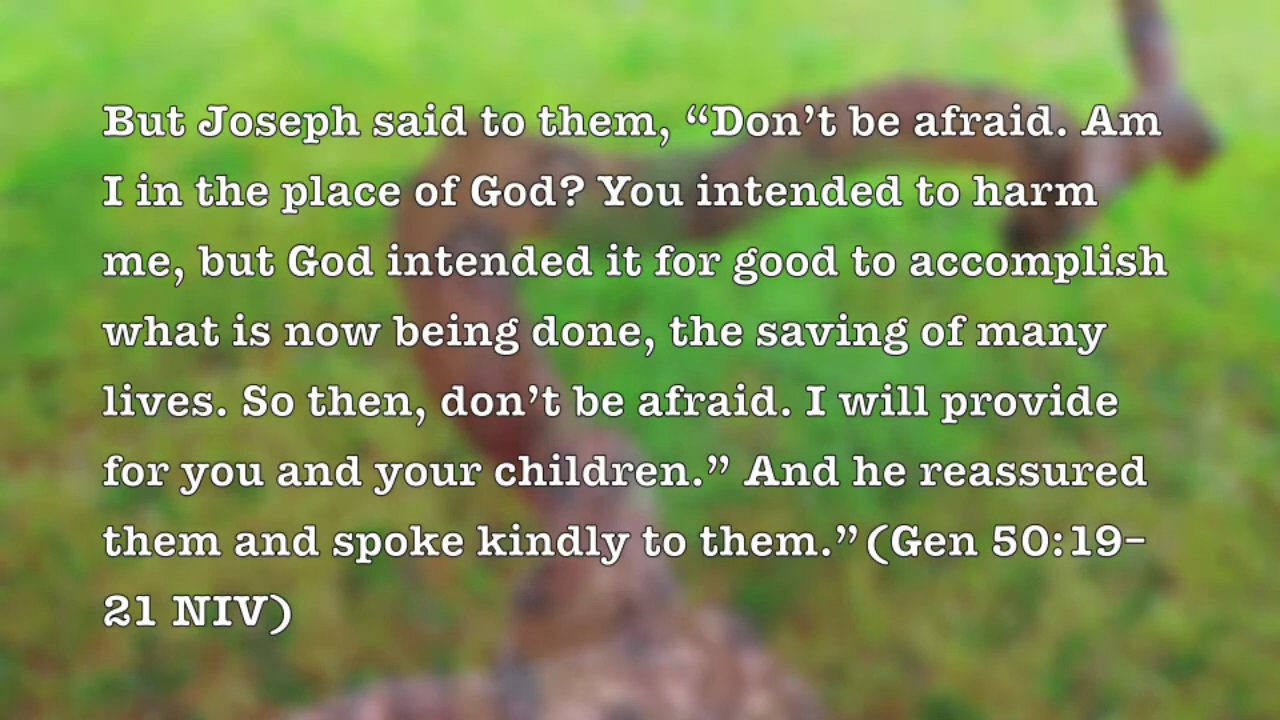 But Joseph said to them, “Don’t be afraid. Am
I in the place of God? You intended to harm
me, but God intended it for good to accomplish
what is now being done, the saving of many
lives. So then, don’t be afraid. I will provide
for you and your children.” And he reassured
them and spoke kindly to them.”(Gen 50:19–
21 NIV)